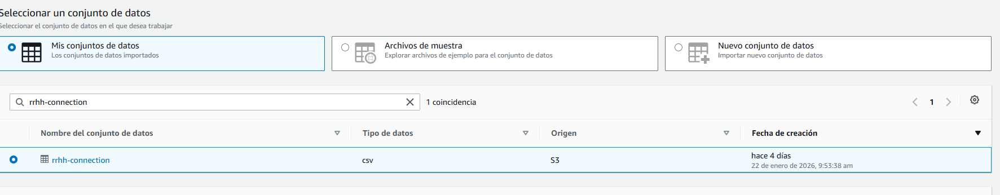 Seleccionar un conjunto de datos
Seleccionar el conjunto de datos en el que desea trabajar
Mis conjuntos de datos
Los conjuntos de datos importados
Archivos de muestra
Explorar archivos de ejemplo para el conjunto de datos
Nuevo conjunto de datos
Importar nuevo conjunto de datos
rrhh-connection
1 coincidencia
1
Nombre del conjunto de datos
Tipo de datos
Origen
Fecha de creación
rrhh-connection
csv
S3
hace 4 días
22 de enero de 2026, 9:53:38 am